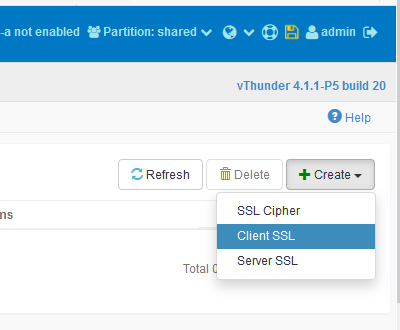 -a not enabled Partition: shared admin
vThunder 4.1.1-P5 build 20
Help
Refresh Delete Create
SSL Cipher
ns
Client SSL
Server SSL
Total 0